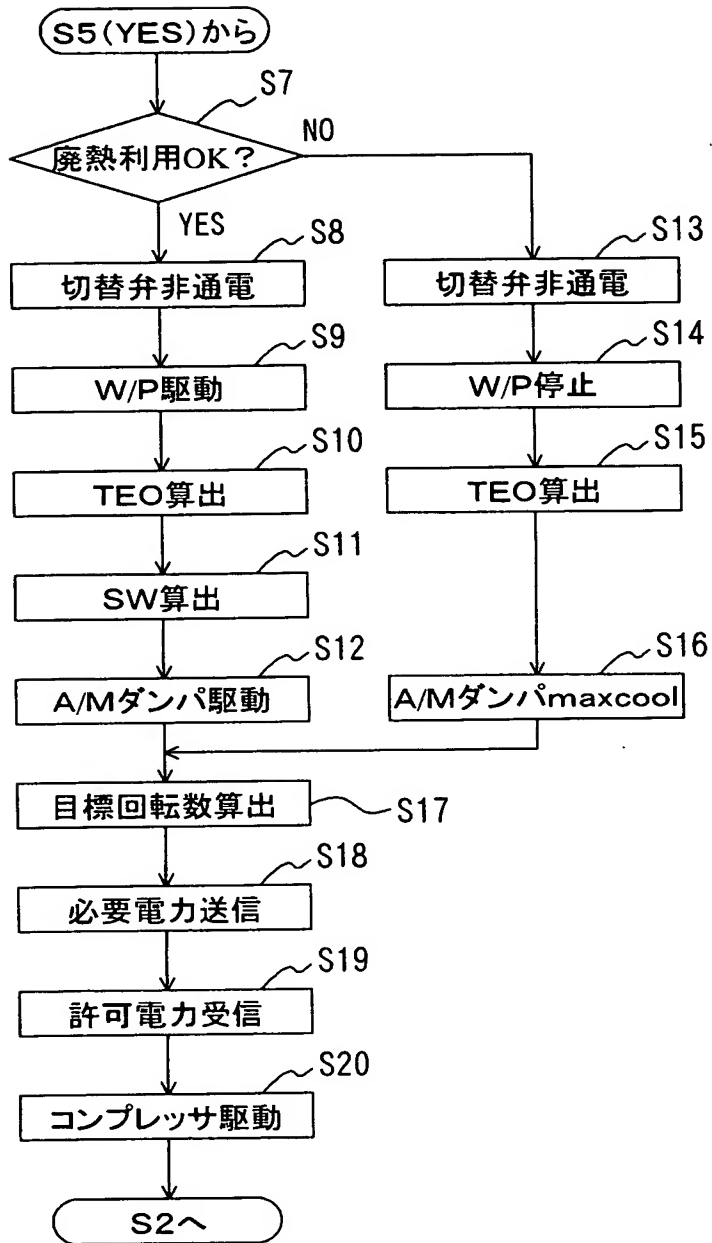 S5(YES)から
S7
廃熱利用OK?
NO
YES
S8
切替弁非通電
S9
W/P駆動
S10
TEO算出
S11
SW算出
S12
A/Mダンパ駆動
S13
切替弁非通電
S14
W/P停止
S15
TEO算出
S16
A/Mダンパmaxcool
目標回転数算出
S17
S18
必要電力送信
S19
許可電力受信
S20
コンプレッサ駆動
S2へ